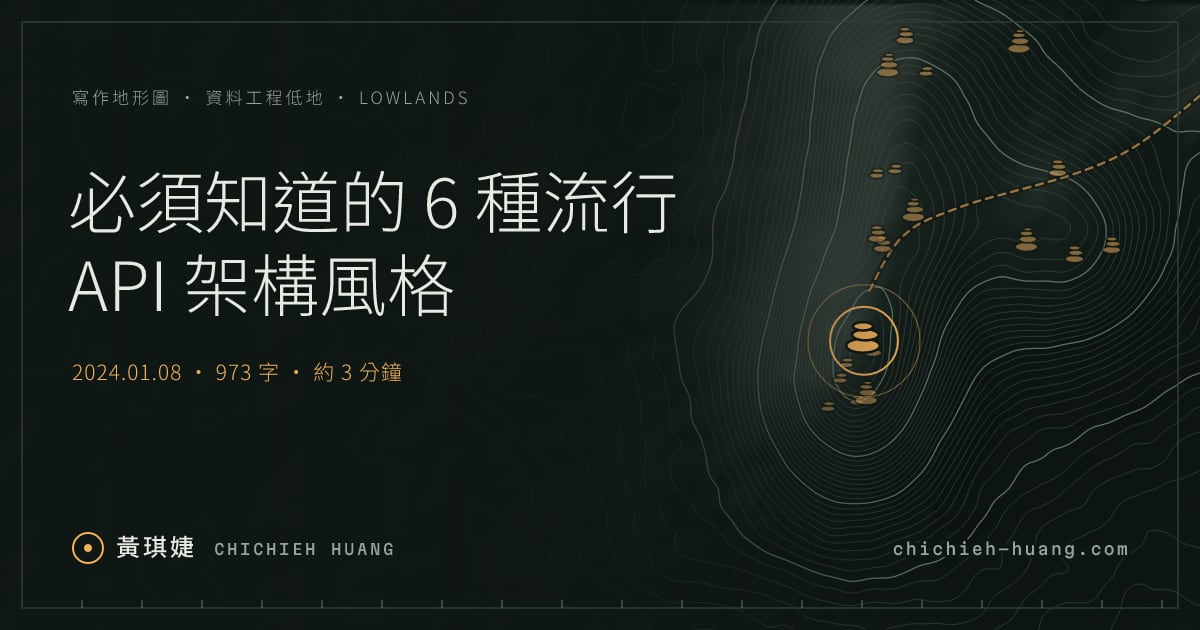 寫作地形圖 · 資料工程低地 · LOWLANDS
必須知道的 6 種流行
API 架構風格
2024.01.08 · 973 字 · 約 3 分鐘
黃琪婕 CHICHIEH HUANG
chichieh-huang.com